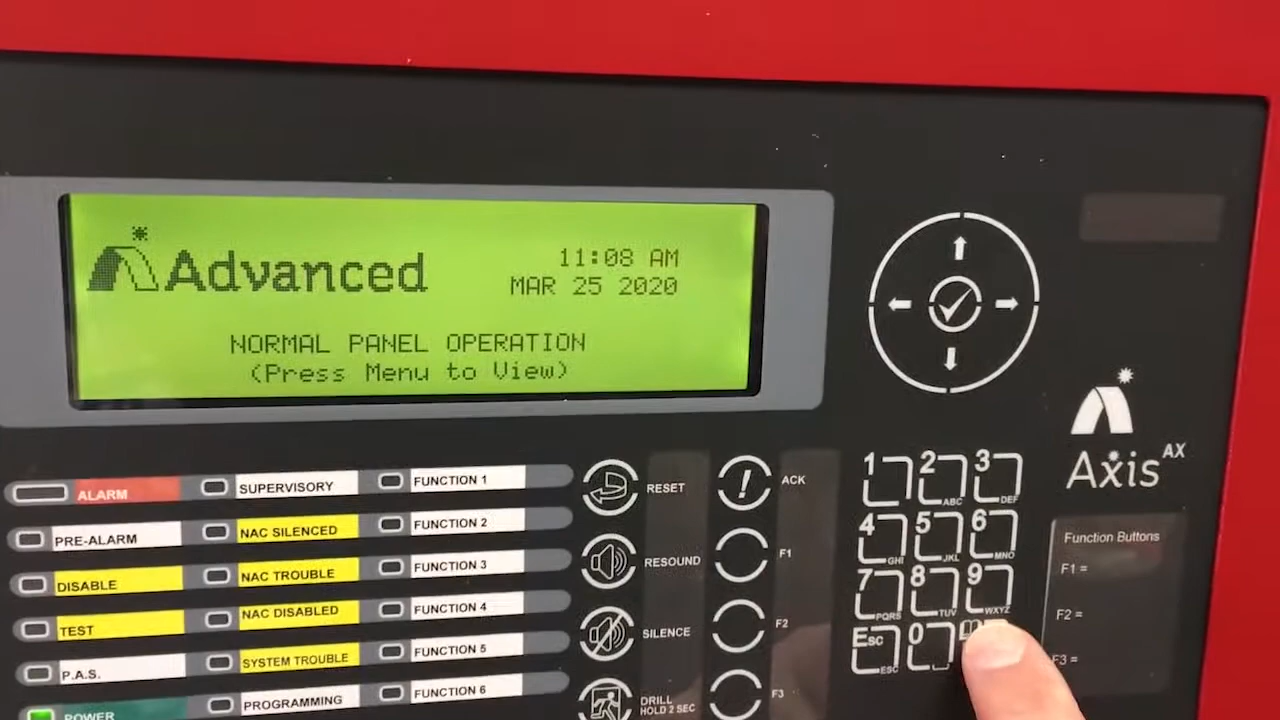 Advanced
11:08 AM
MAR 25 2020
NORMAL PANEL OPERATION
(Press Menu to View)
Axis AX
ALARM
PRE-ALARM
DISABLE
TEST
P.A.S.
POWER
SUPERVISORY
NAC SILENCED
NAC TROUBLE
NAC DISABLED
SYSTEM TROUBLE
PROGRAMMING
FUNCTION 1
FUNCTION 2
FUNCTION 3
FUNCTION 4
FUNCTION 5
FUNCTION 6
RESET
RESOUND
SILENCE
DRILL
HOLD 2 SEC
! ACK
F1
F2
F3
1 2 ABC 3 DEF
4 GHI 5 JKL 6 MNO
7 PQRS 8 TUV 9 WXYZ
Esc ESC 0
Function Buttons
F1 =
F2 =
F3 =